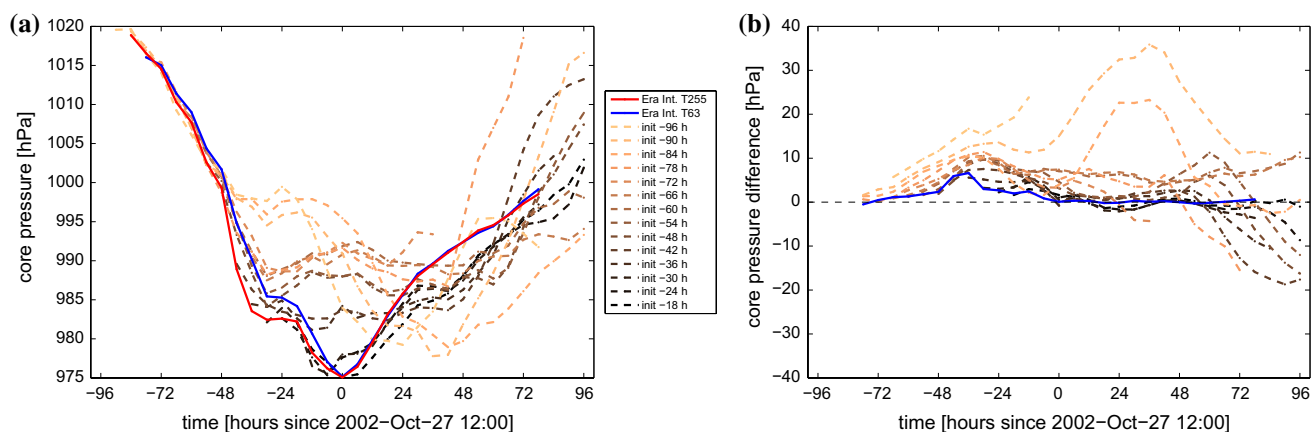 (a)
1020
1015
1010
1005
1000
995
990
985
980
975
core pressure [hPa]
−96 −72 −48 −24 0 24 48 72 96
time [hours since 2002−Oct−27 12:00]
Era Int. T255
Era Int. T63
init −96 h
init −90 h
init −84 h
init −78 h
init −72 h
init −66 h
init −60 h
init −54 h
init −48 h
init −42 h
init −36 h
init −30 h
init −24 h
init −18 h
(b)
40
30
20
10
0
−10
−20
−30
−40
core pressure difference [hPa]
−96 −72 −48 −24 0 24 48 72 96
time [hours since 2002−Oct−27 12:00]